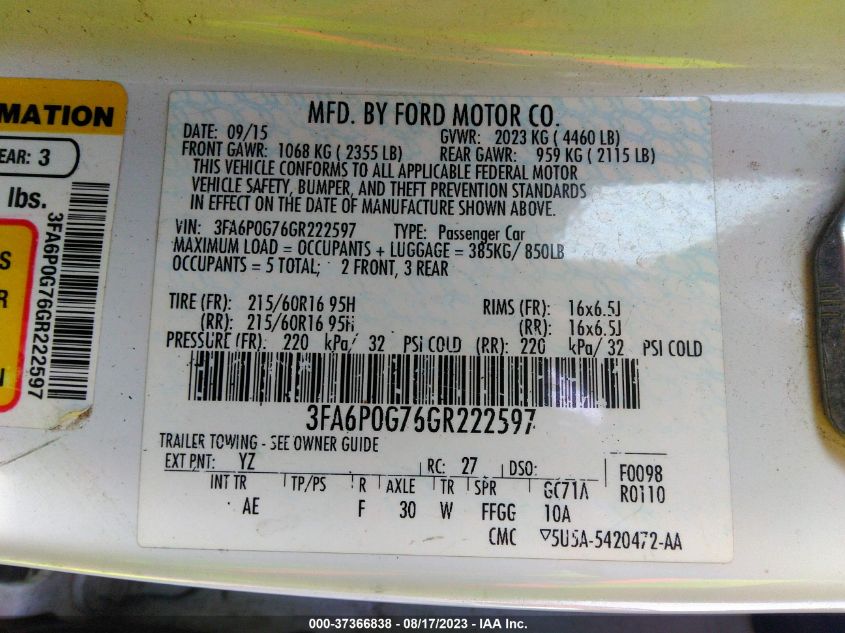 MATION
EAR: 3
lbs.
S
R
N
3FA6P0G76GR222597
MFD. BY FORD MOTOR CO.
DATE: 09/15 GVWR: 2023 KG ( 4460 LB)
FRONT GAWR: 1068 KG ( 2355 LB) REAR GAWR: 959 KG ( 2115 LB)
THIS VEHICLE CONFORMS TO ALL APPLICABLE FEDERAL MOTOR
VEHICLE SAFETY, BUMPER, AND THEFT PREVENTION STANDARDS
IN EFFECT ON THE DATE OF MANUFACTURE SHOWN ABOVE.
VIN: 3FA6P0G76GR222597 TYPE: Passenger Car
MAXIMUM LOAD = OCCUPANTS + LUGGAGE = 385KG/ 850LB
OCCUPANTS = 5 TOTAL; 2 FRONT, 3 REAR
TIRE (FR): 215/60R16 95H RIMS (FR): 16x6.5J
(RR): 215/60R16 95H (RR): 16x6.5J
PRESSURE (FR): 220 kPa/ 32 PSI COLD (RR): 220 kPa/ 32 PSI COLD
3FA6P0G76GR222597
TRAILER TOWING - SEE OWNER GUIDE
EXT PNT: YZ RC: 27 DSO: F0098
INT TR TP/PS R AXLE TR SPR GC71A R0110
AE F 30 W FFGG 10A
CMC ▽5U5A-5420472-AA
000-37366838 - 08/17/2023 - IAA Inc.